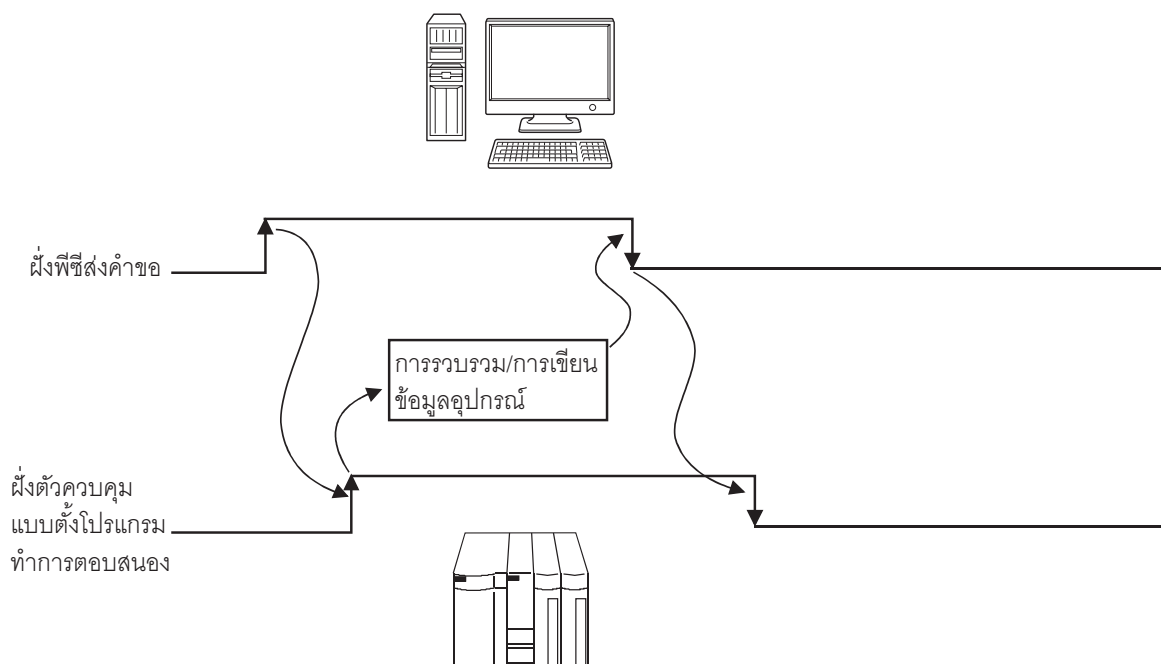 ฝั่งพีซีส่งคำขอ
การรวบรวม/การเขียน
ข้อมูลอุปกรณ์
ฝั่งตัวควบคุม
แบบตั้งโปรแกรม
ทำการตอบสนอง